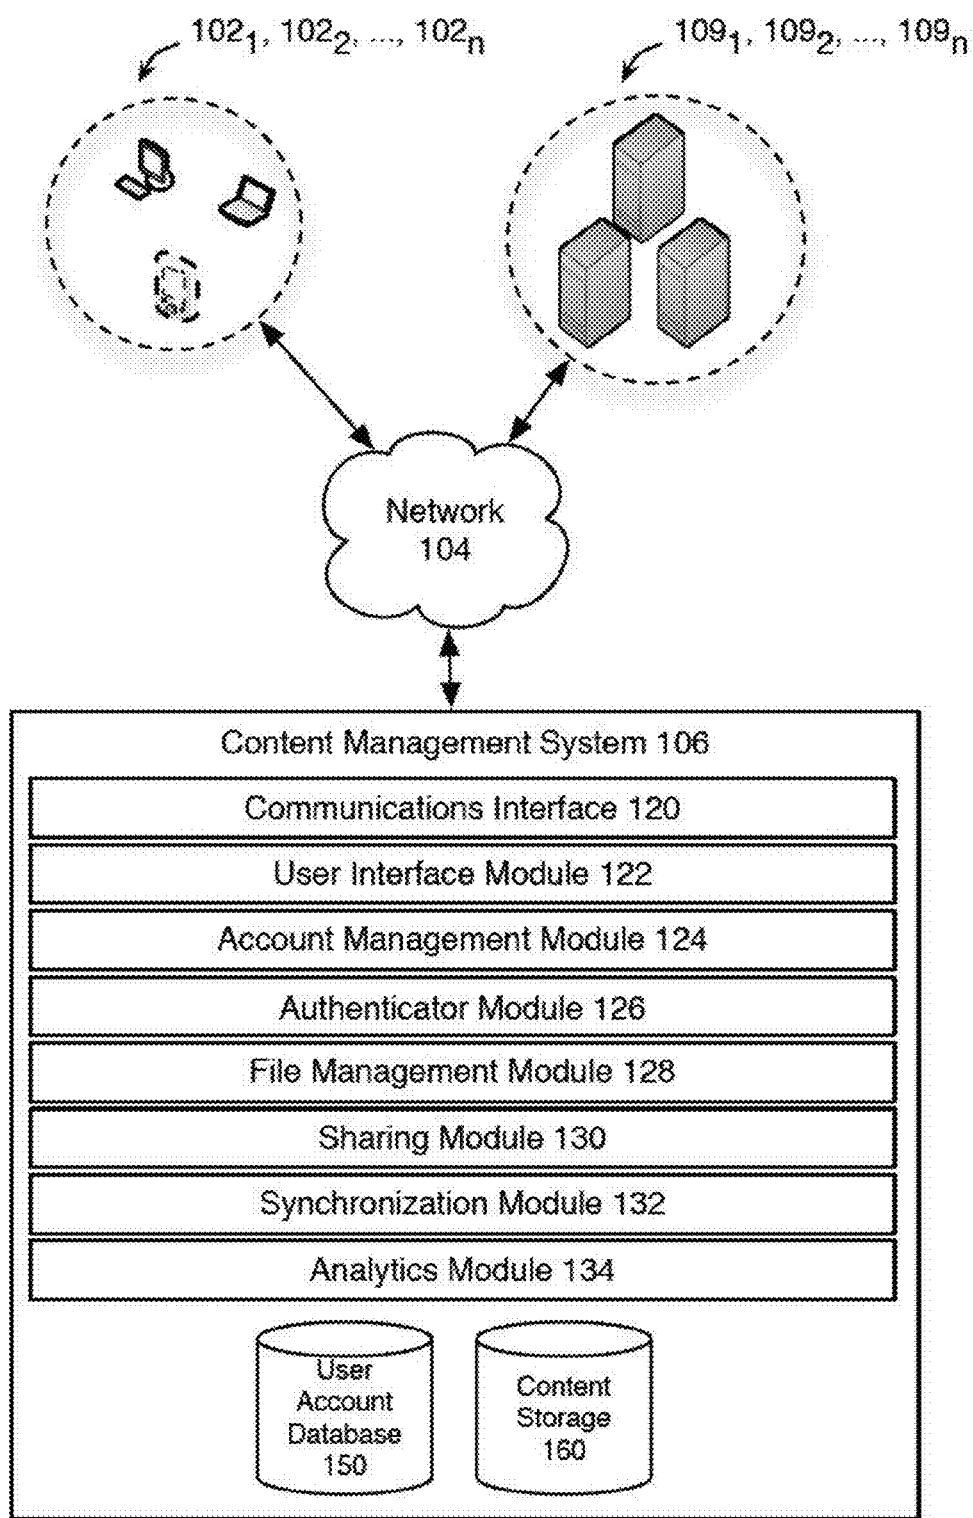 102₁, 102₂, ..., 102ₙ
109₁, 109₂, ..., 109ₙ
Network
104
Content Management System 106
Communications Interface 120
User Interface Module 122
Account Management Module 124
Authenticator Module 126
File Management Module 128
Sharing Module 130
Synchronization Module 132
Analytics Module 134
User
Account
Database
150
Content
Storage
160